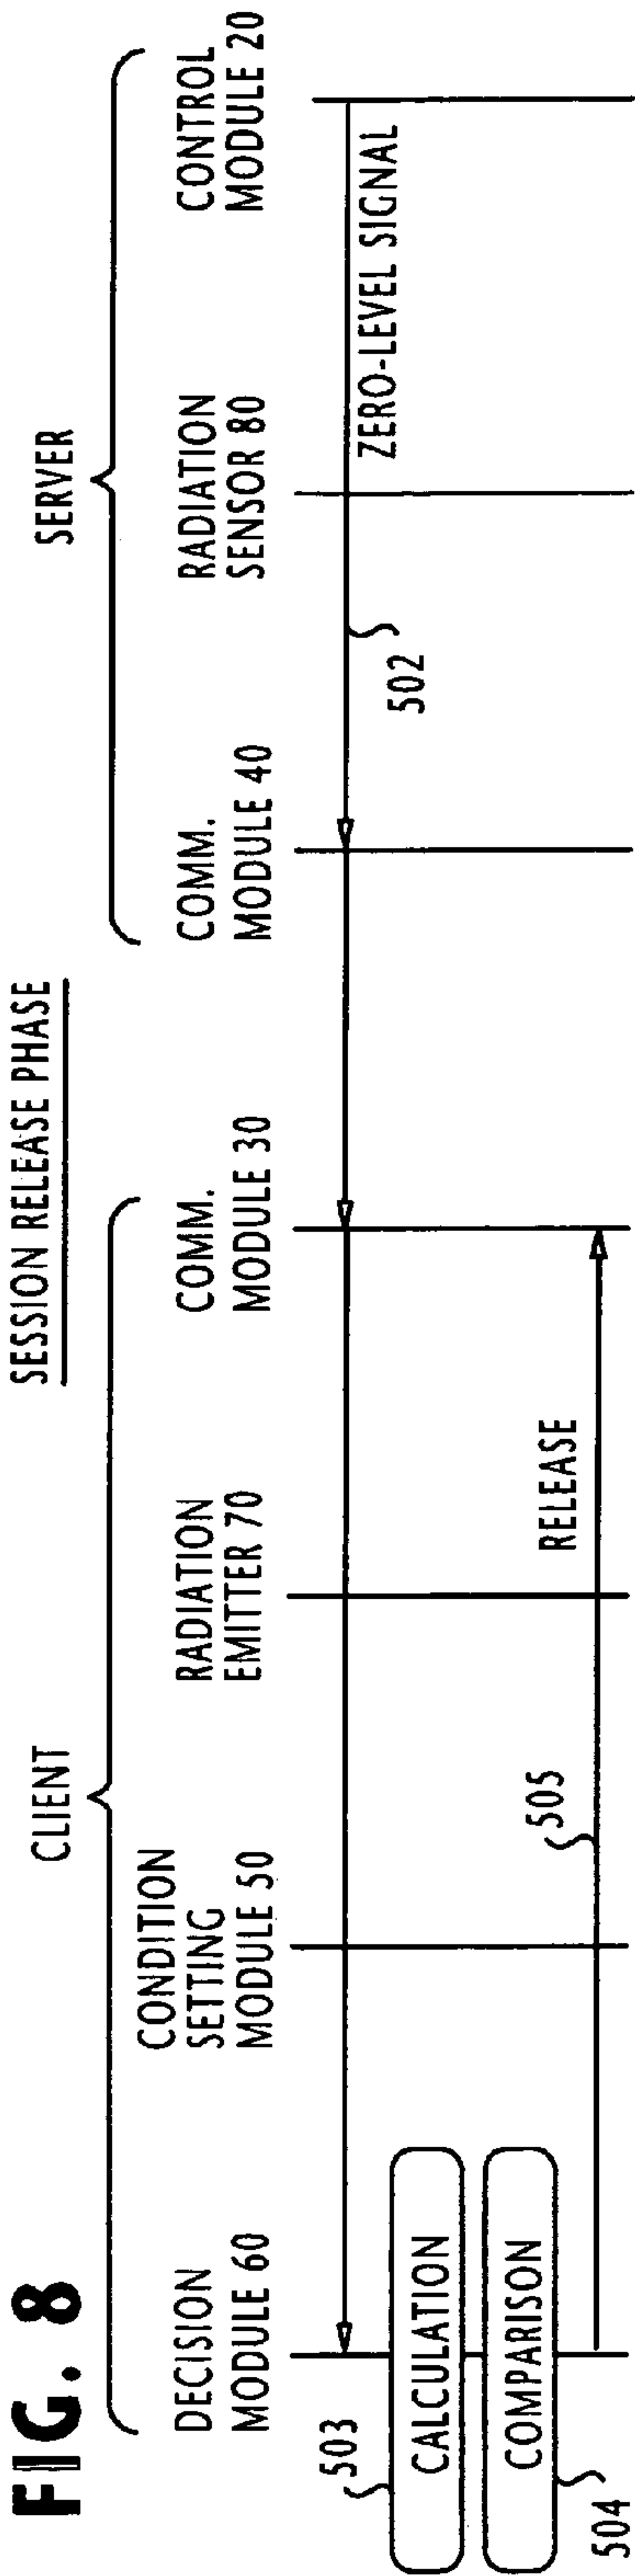 FIG. 8
SESSION RELEASE PHASE
CLIENT
SERVER
DECISION
MODULE 60
CONDITION
SETTING
MODULE 50
RADIATION
EMITTER 70
COMM.
MODULE 30
COMM.
MODULE 40
RADIATION
SENSOR 80
CONTROL
MODULE 20
ZERO-LEVEL SIGNAL
502
503
CALCULATION
COMPARISON
504
505
RELEASE